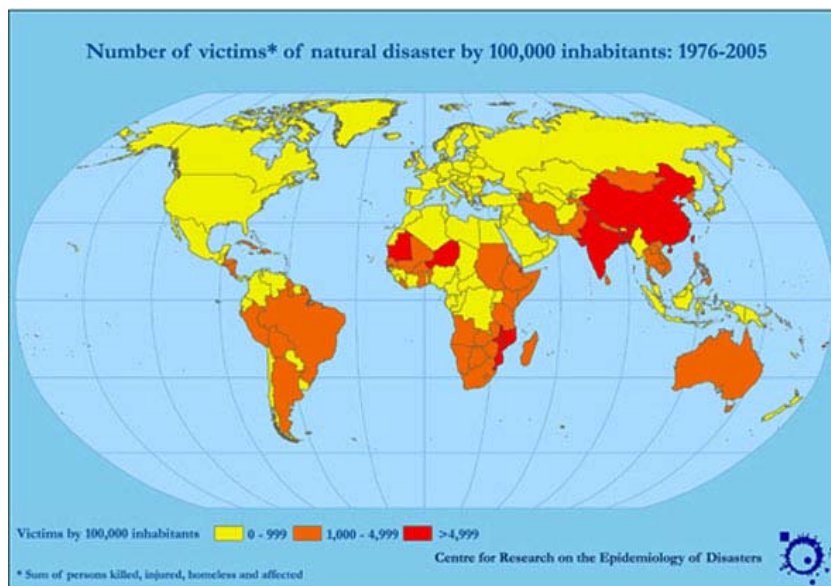 Number of victims* of natural disaster by 100,000 inhabitants: 1976-2005
Victims by 100,000 inhabitants 0 - 999 1,000 - 4,999 >4,999
Centre for Research on the Epidemiology of Disasters
* Sum of persons killed, injured, homeless and affected